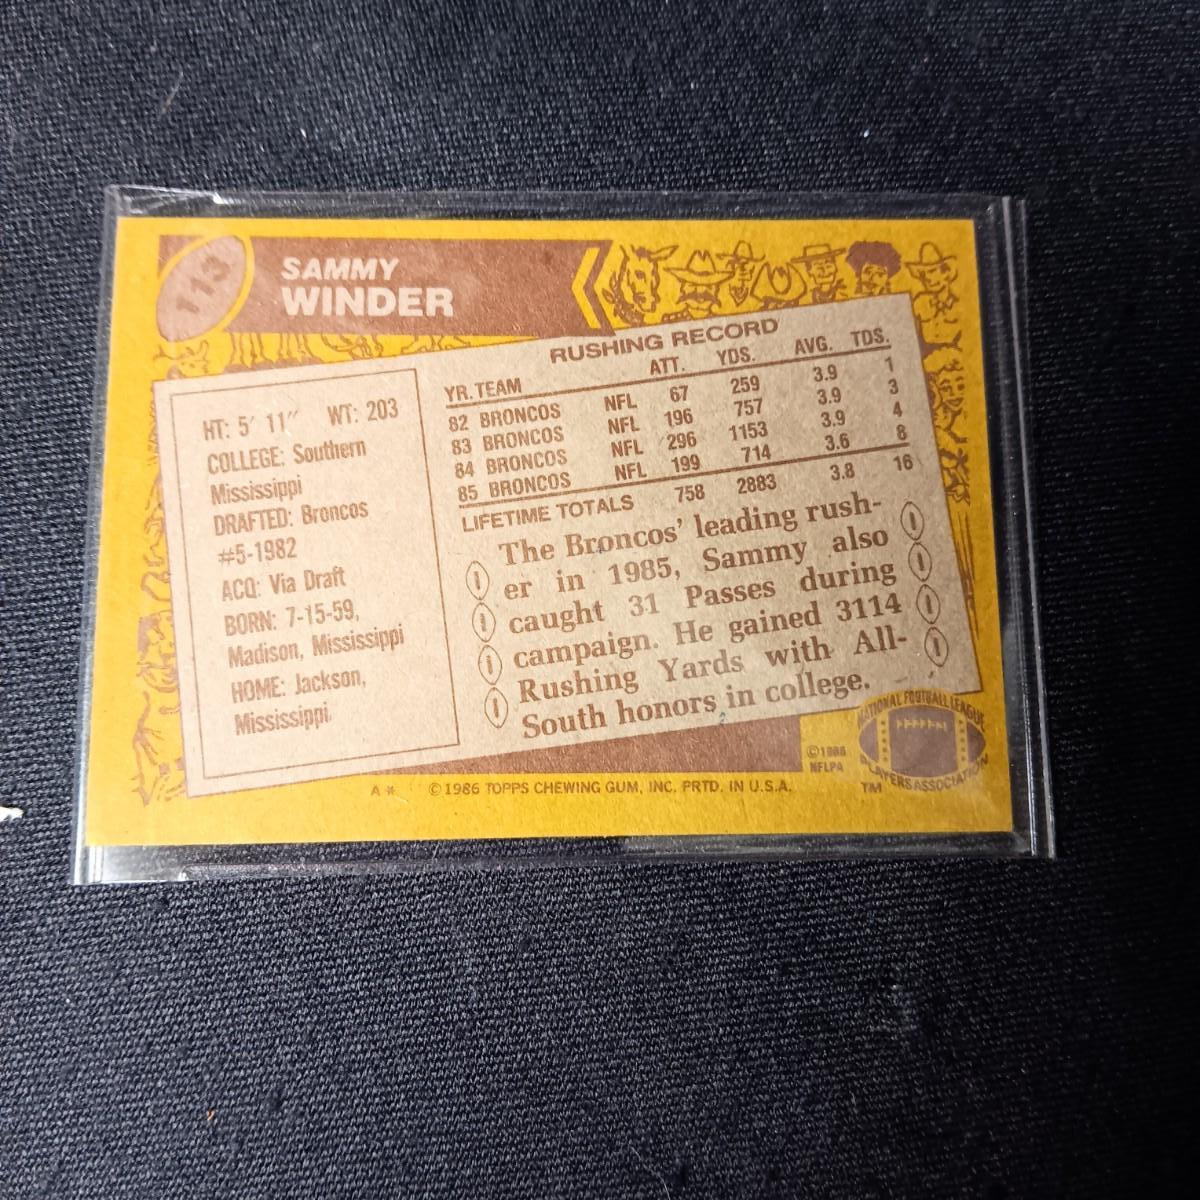 113
SAMMY
WINDER
RUSHING RECORD
YR. TEAM ATT. YDS. AVG. TDS.
82 BRONCOS NFL 67 259 3.9 1
83 BRONCOS NFL 196 757 3.9 3
84 BRONCOS NFL 296 1153 3.9 4
85 BRONCOS NFL 199 714 3.6 8
LIFETIME TOTALS 758 2883 3.8 16
HT: 5' 11" WT: 203
COLLEGE: Southern
Mississippi
DRAFTED: Broncos
#5-1982
ACQ: Via Draft
BORN: 7-15-59,
Madison, Mississippi
HOME: Jackson,
Mississippi
The Broncos' leading rush-
er in 1985, Sammy also
caught 31 Passes during
campaign. He gained 3114
Rushing Yards with All-
South honors in college.
NATIONAL FOOTBALL LEAGUE
PLAYERS ASSOCIATION
TM
©1986
NFLPA
A * ©1986 TOPPS CHEWING GUM, INC. PRTD. IN U.S.A.